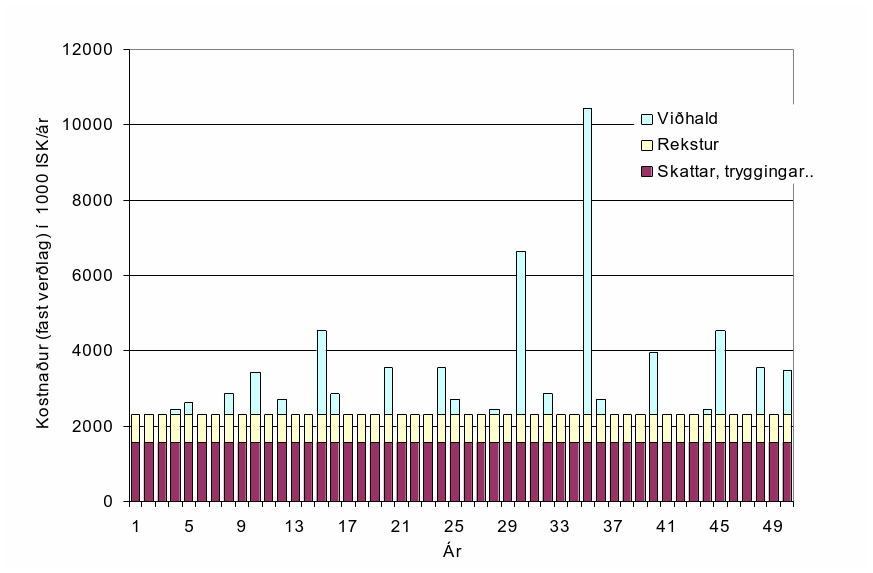 12000
10000
8000
6000
4000
2000
0
Kostnaður (fast verðlag) í 1000 ISK/ár
Viðhald
Rekstur
Skattar, tryggingar..
1 5 9 13 17 21 25 29 33 37 41 45 49
Ár